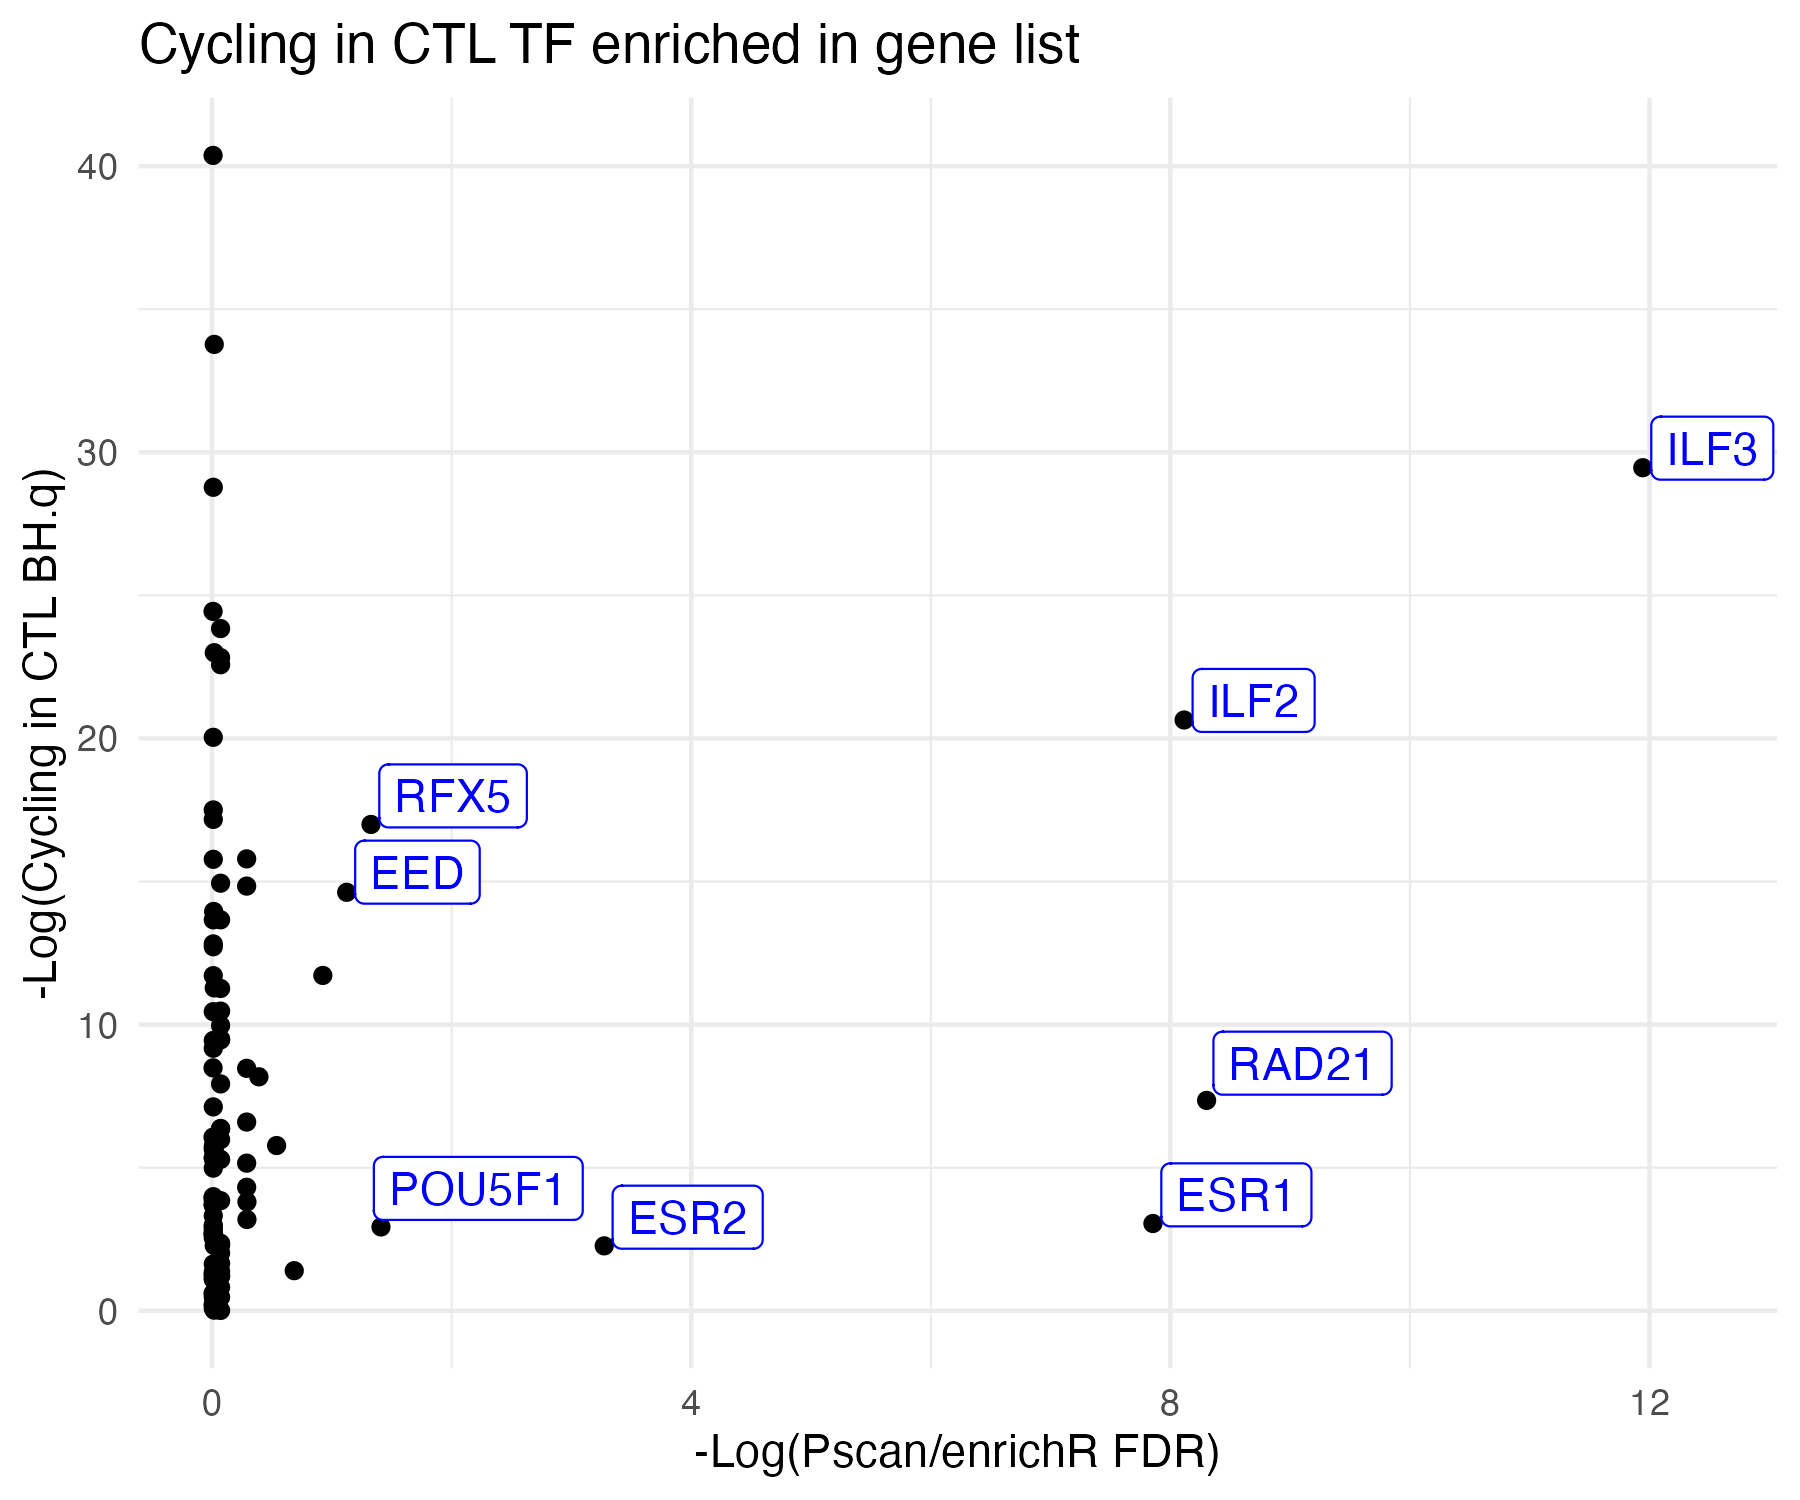 Cycling in CTL TF enriched in gene list
-Log(Cycling in CTL BH.q)
40
30
20
10
0
ILF3
ILF2
RFX5
EED
RAD21
POU5F1
ESR2
ESR1
0
4
8
12
-Log(Pscan/enrichR FDR)